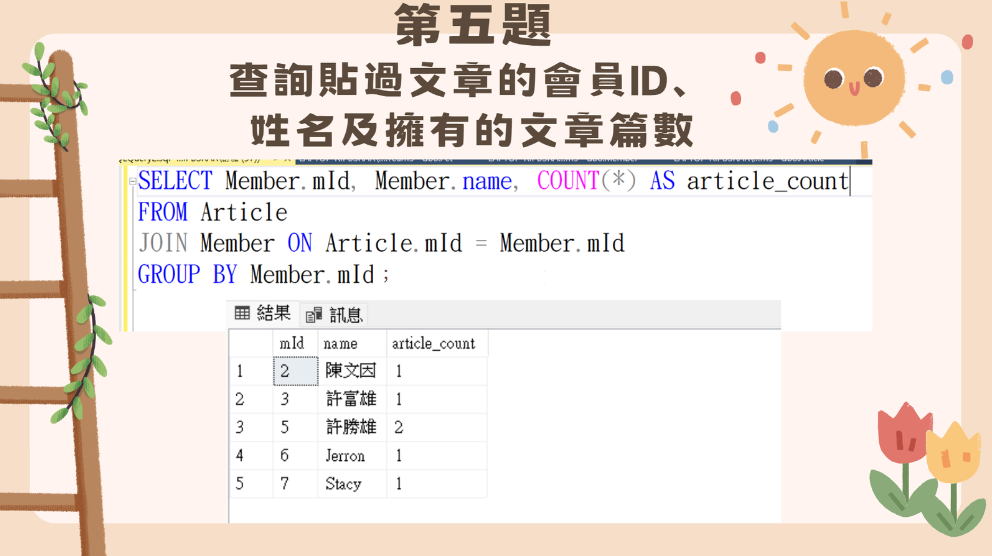 第五題
查詢貼過文章的會員ID、
姓名及擁有的文章篇數
SELECT Member.mId, Member.name, COUNT(*) AS article_count
FROM Article
JOIN Member ON Article.mId = Member.mId
GROUP BY Member.mId;
結果 訊息
mId name article_count
1 2 陳文因 1
2 3 許富雄 1
3 5 許勝雄 2
4 6 Jerron 1
5 7 Stacy 1